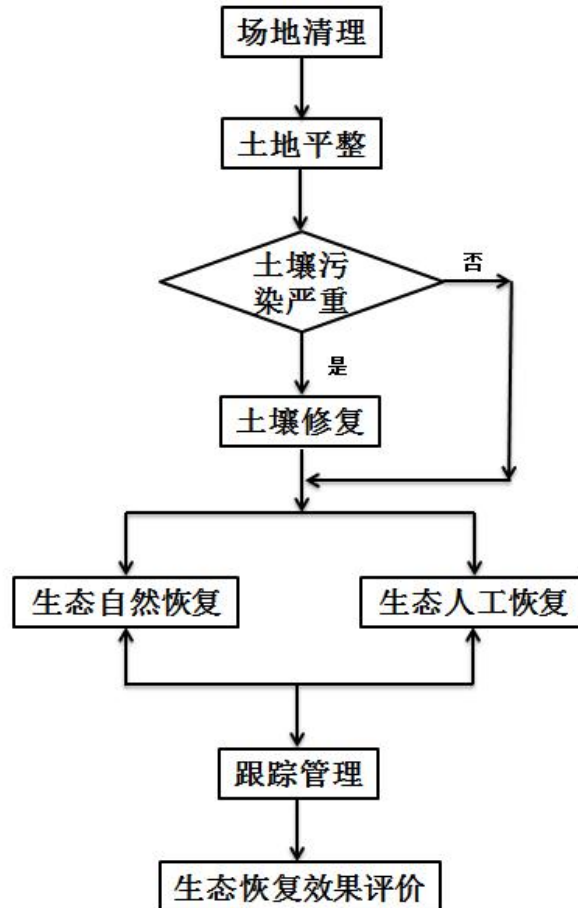 场地清理
土地平整
土壤污
染严重
否
是
土壤修复
生态自然恢复
生态人工恢复
跟踪管理
生态恢复效果评价